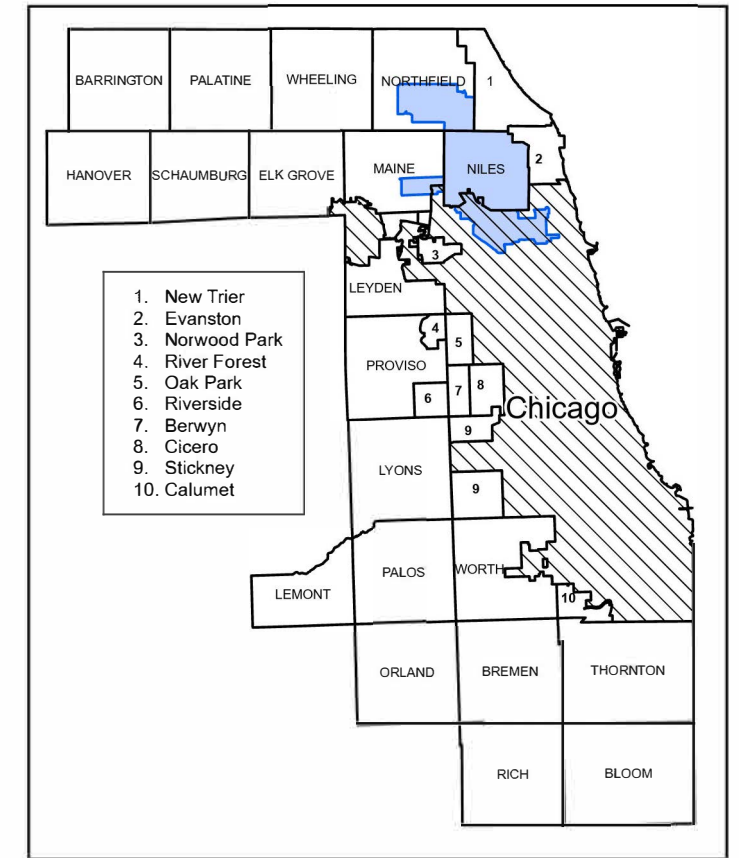 BARRINGTON
PALATINE
WHEELING
NORTHFIELD
1
HANOVER
SCHAUMBURG
ELK GROVE
MAINE
NILES
2
3
LEYDEN
1. New Trier
2. Evanston
3. Norwood Park
4. River Forest
5. Oak Park
6. Riverside
7. Berwyn
8. Cicero
9. Stickney
10. Calumet
4
5
PROVISO
6
7
8
Chicago
9
LYONS
9
LEMONT
PALOS
WORTH
10
ORLAND
BREMEN
THORNTON
RICH
BLOOM